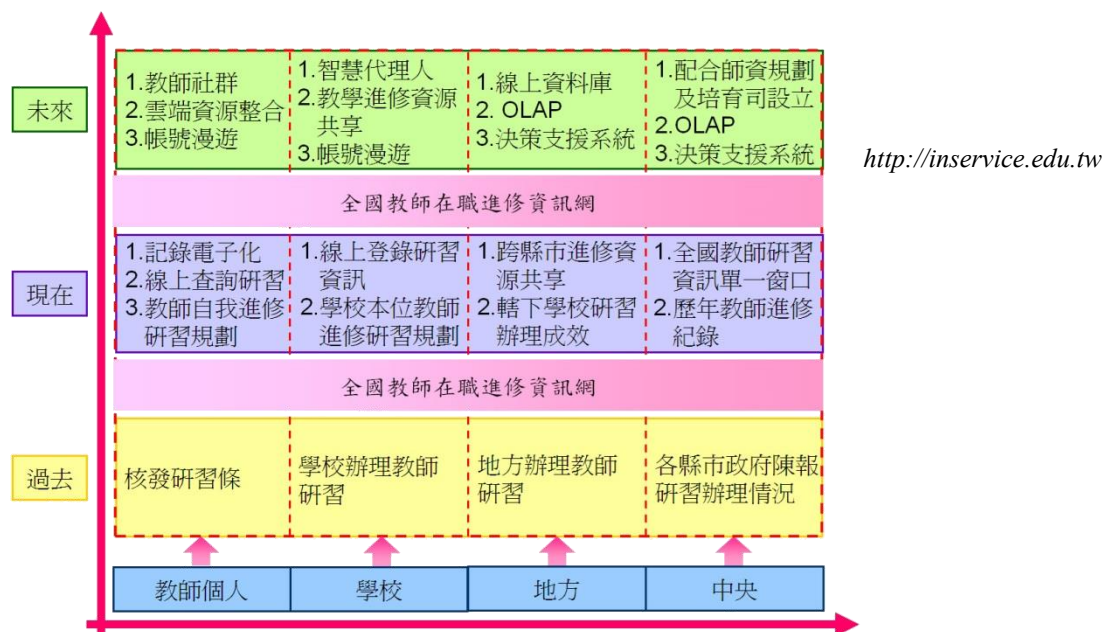 未來
1.教師社群
2.雲端資源整合
3.帳號漫遊
1.智慧代理人
2.教學進修資源
共享
3.帳號漫遊
1.線上資料庫
2. OLAP
3.決策支援系統
1.配合師資規劃
及培育司設立
2.OLAP
3.決策支援系統
http://inservice.edu.tw
全國教師在職進修資訊網
現在
1.記錄電子化
2.線上查詢研習
3.教師自我進修
研習規劃
1.線上登錄研習
資訊
2.學校本位教師
進修研習規劃
1.跨縣市進修資
源共享
2.轄下學校研習
辦理成效
1.全國教師研習
資訊單一窗口
2.歷年教師進修
紀錄
全國教師在職進修資訊網
過去
核發研習條
學校辦理教師
研習
地方辦理教師
研習
各縣市政府陳報
研習辦理情況
教師個人
學校
地方
中央